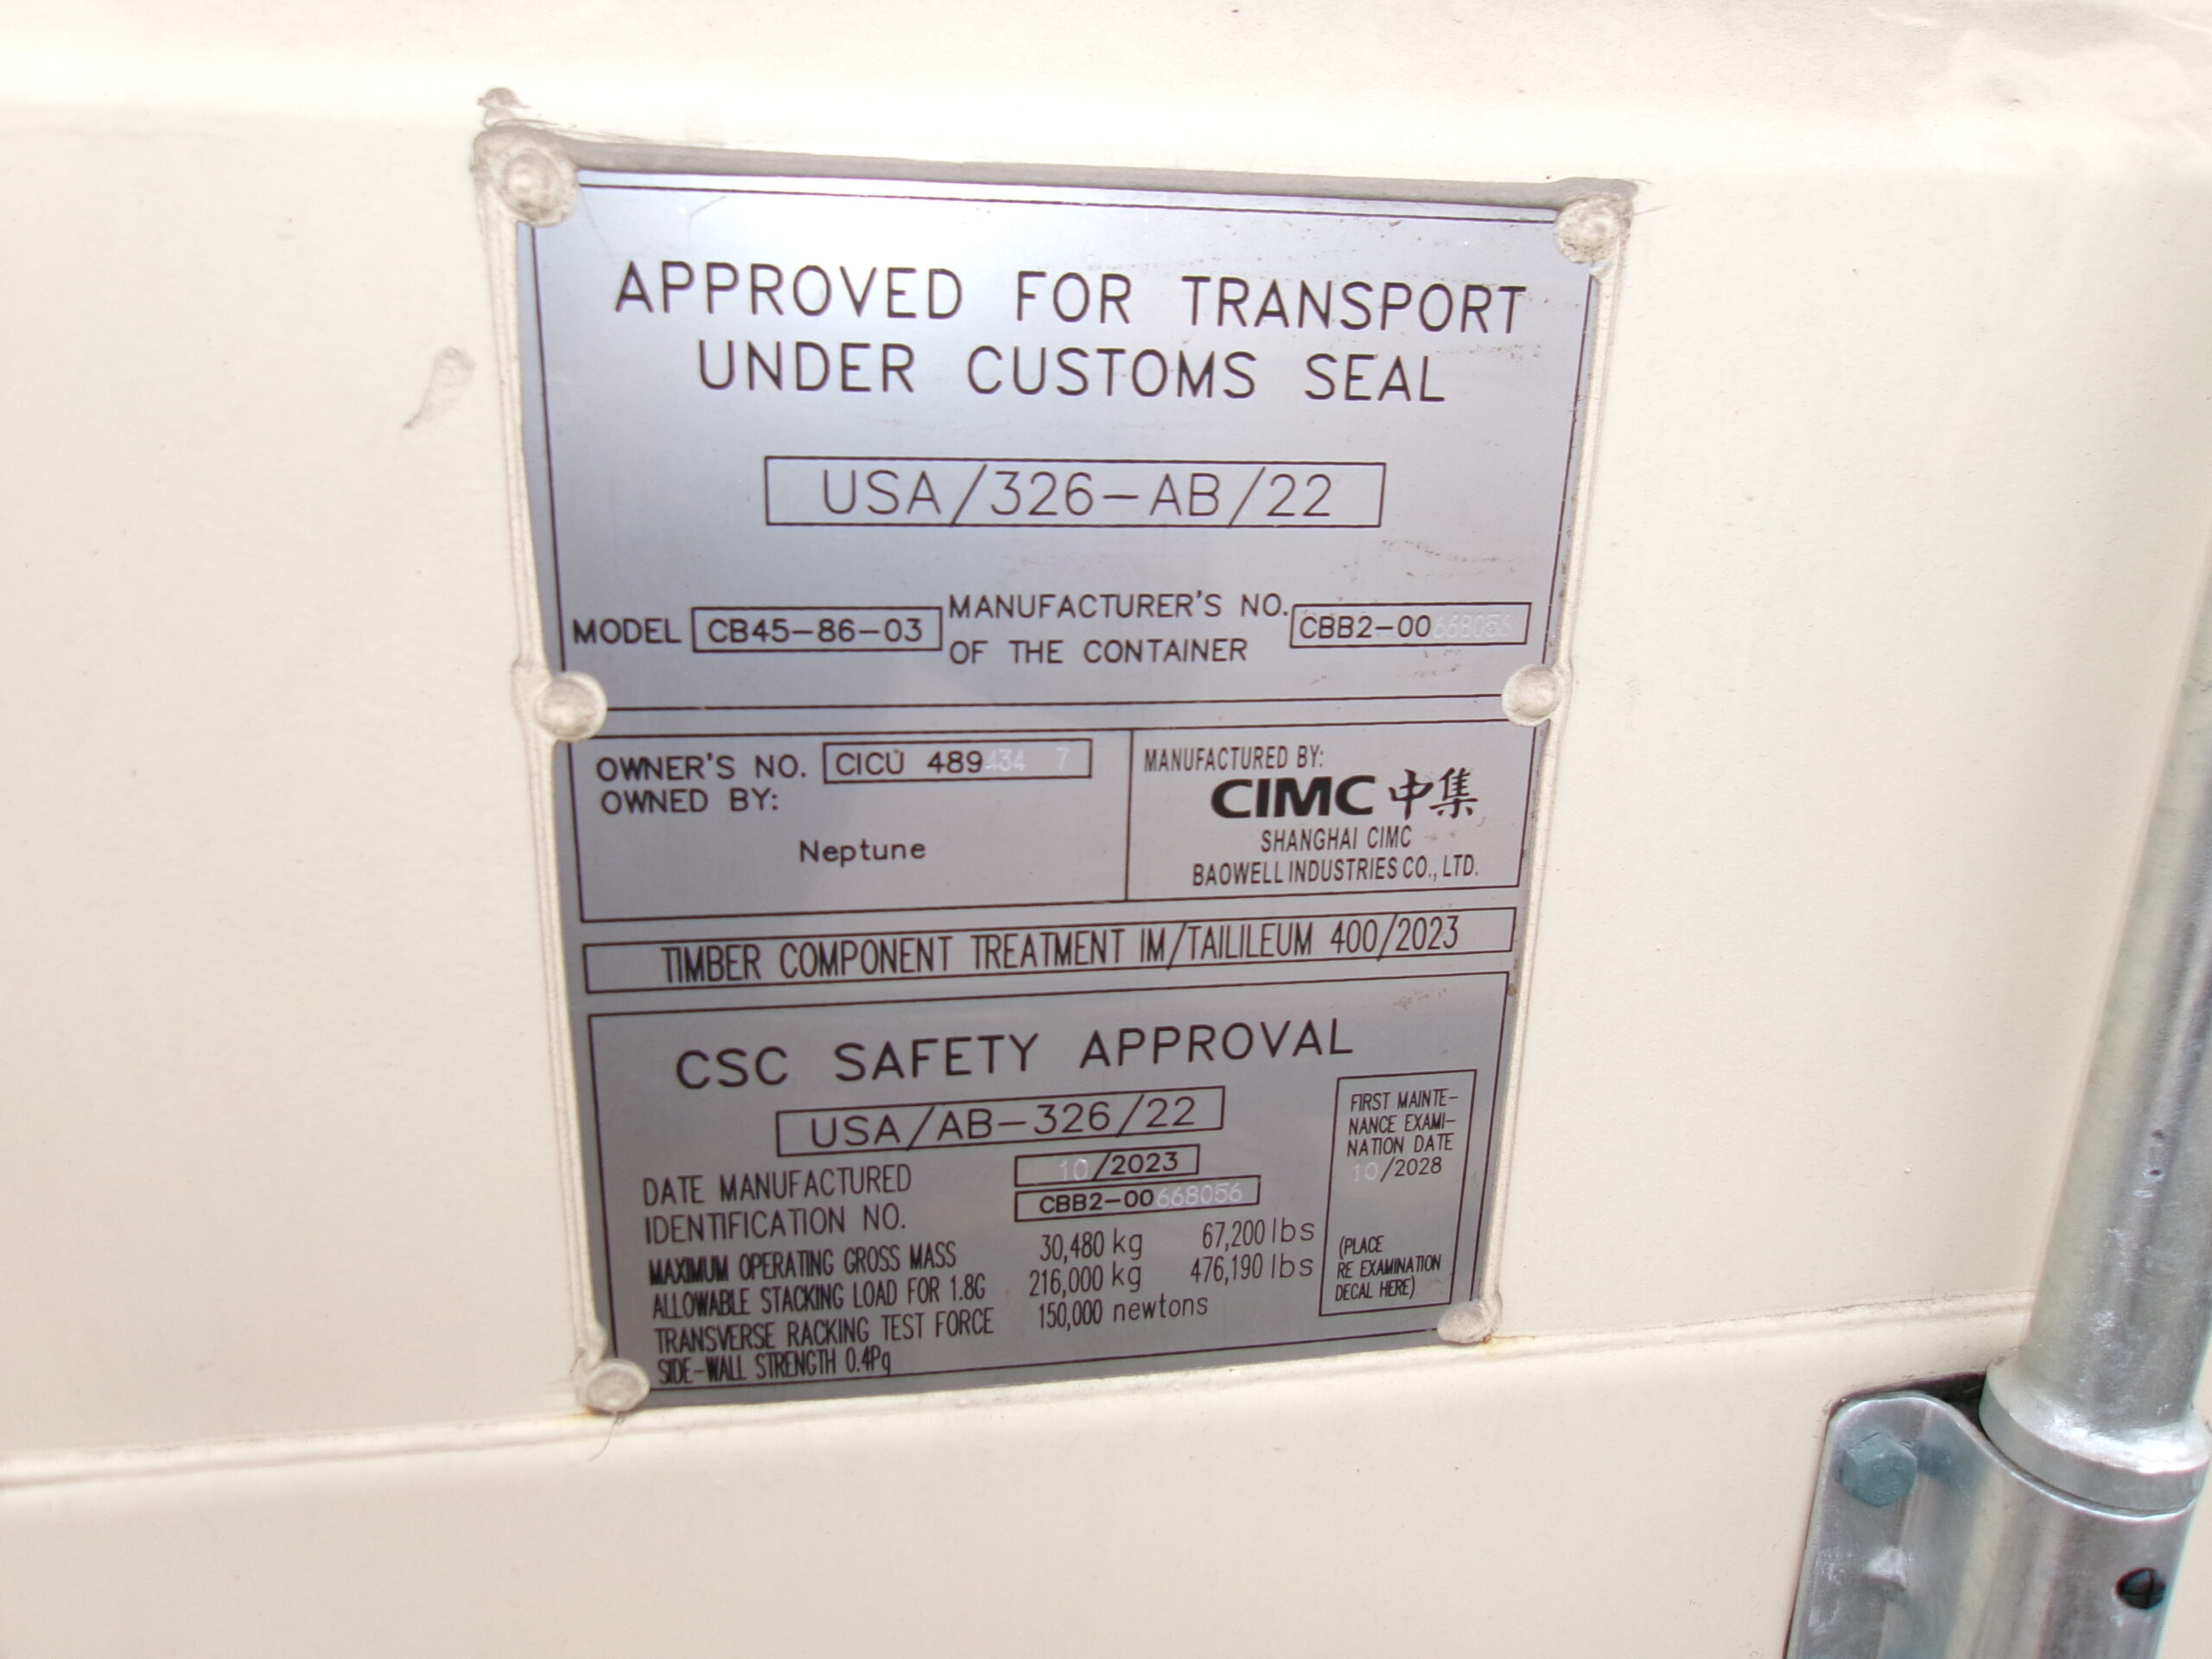 APPROVED FOR TRANSPORT
UNDER CUSTOMS SEAL
USA/326-AB/22
MODEL CB45-86-03 MANUFACTURER'S NO. OF THE CONTAINER CBB2-00668056
OWNER'S NO. CICU 489434 7
OWNED BY:
Neptune
MANUFACTURED BY:
CIMC 中集
SHANGHAI CIMC
BAOWELL INDUSTRIES CO., LTD.
TIMBER COMPONENT TREATMENT IM/TAILILEUM 400/2023
CSC SAFETY APPROVAL
USA/AB-326/22
DATE MANUFACTURED 10/2023
IDENTIFICATION NO. CBB2-00668056
MAXIMUM OPERATING GROSS MASS 30,480 kg 67,200 lbs
ALLOWABLE STACKING LOAD FOR 1.8G 216,000 kg 476,190 lbs
TRANSVERSE RACKING TEST FORCE 150,000 newtons
SIDE-WALL STRENGTH 0.4Pg
FIRST MAINTE-
NANCE EXAMI-
NATION DATE
10/2028
(PLACE
RE EXAMINATION
DECAL HERE)